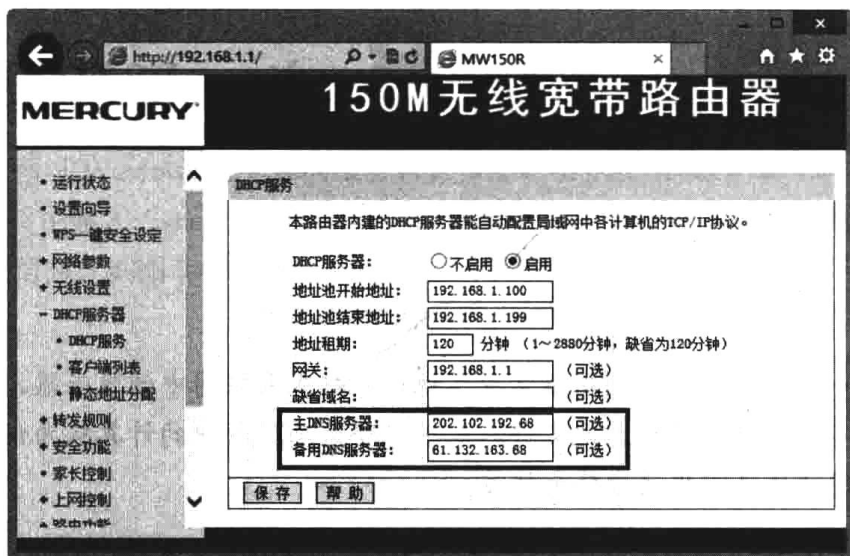 http://192.168.1.1/
MW150R
MERCURY
150M无线宽带路由器
• 运行状态
• 设置向导
• WPS一键安全设定
+ 网络参数
+ 无线设置
- DHCP服务器
• DHCP服务
• 客户端列表
• 静态地址分配
+ 转发规则
+ 安全功能
• 家长控制
+ 上网控制
+ 路由功能
DHCP服务
本路由器内建的DHCP服务器能自动配置局域网中各计算机的TCP/IP协议。
DHCP服务器: 不启用 启用
地址池开始地址: 192.168.1.100
地址池结束地址: 192.168.1.199
地址租期: 120 分钟 (1~2880分钟，缺省为120分钟)
网关: 192.168.1.1 (可选)
缺省域名: (可选)
主DNS服务器: 202.102.192.68 (可选)
备用DNS服务器: 61.132.163.68 (可选)
保存 帮助